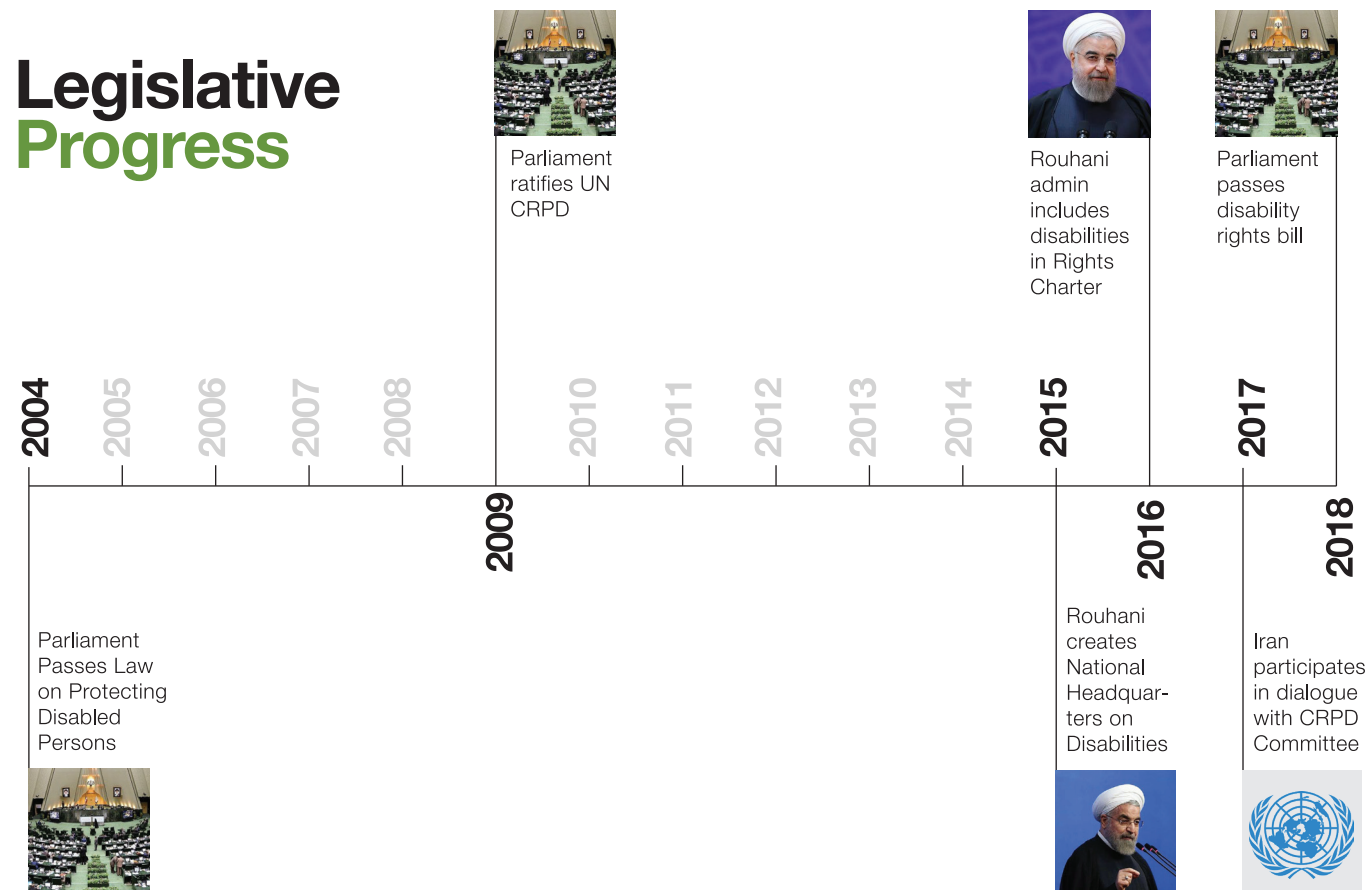 Legislative
Progress
Parliament
ratifies UN
CRPD
Rouhani
admin
includes
disabilities
in Rights
Charter
Parliament
passes
disability
rights bill
2004
2005
2006
2007
2008
2009
2010
2011
2012
2013
2014
2015
2016
2017
2018
Parliament
Passes Law
on Protecting
Disabled
Persons
Rouhani
creates
National
Headquar-
ters on
Disabilities
Iran
participates
in dialogue
with CRPD
Committee